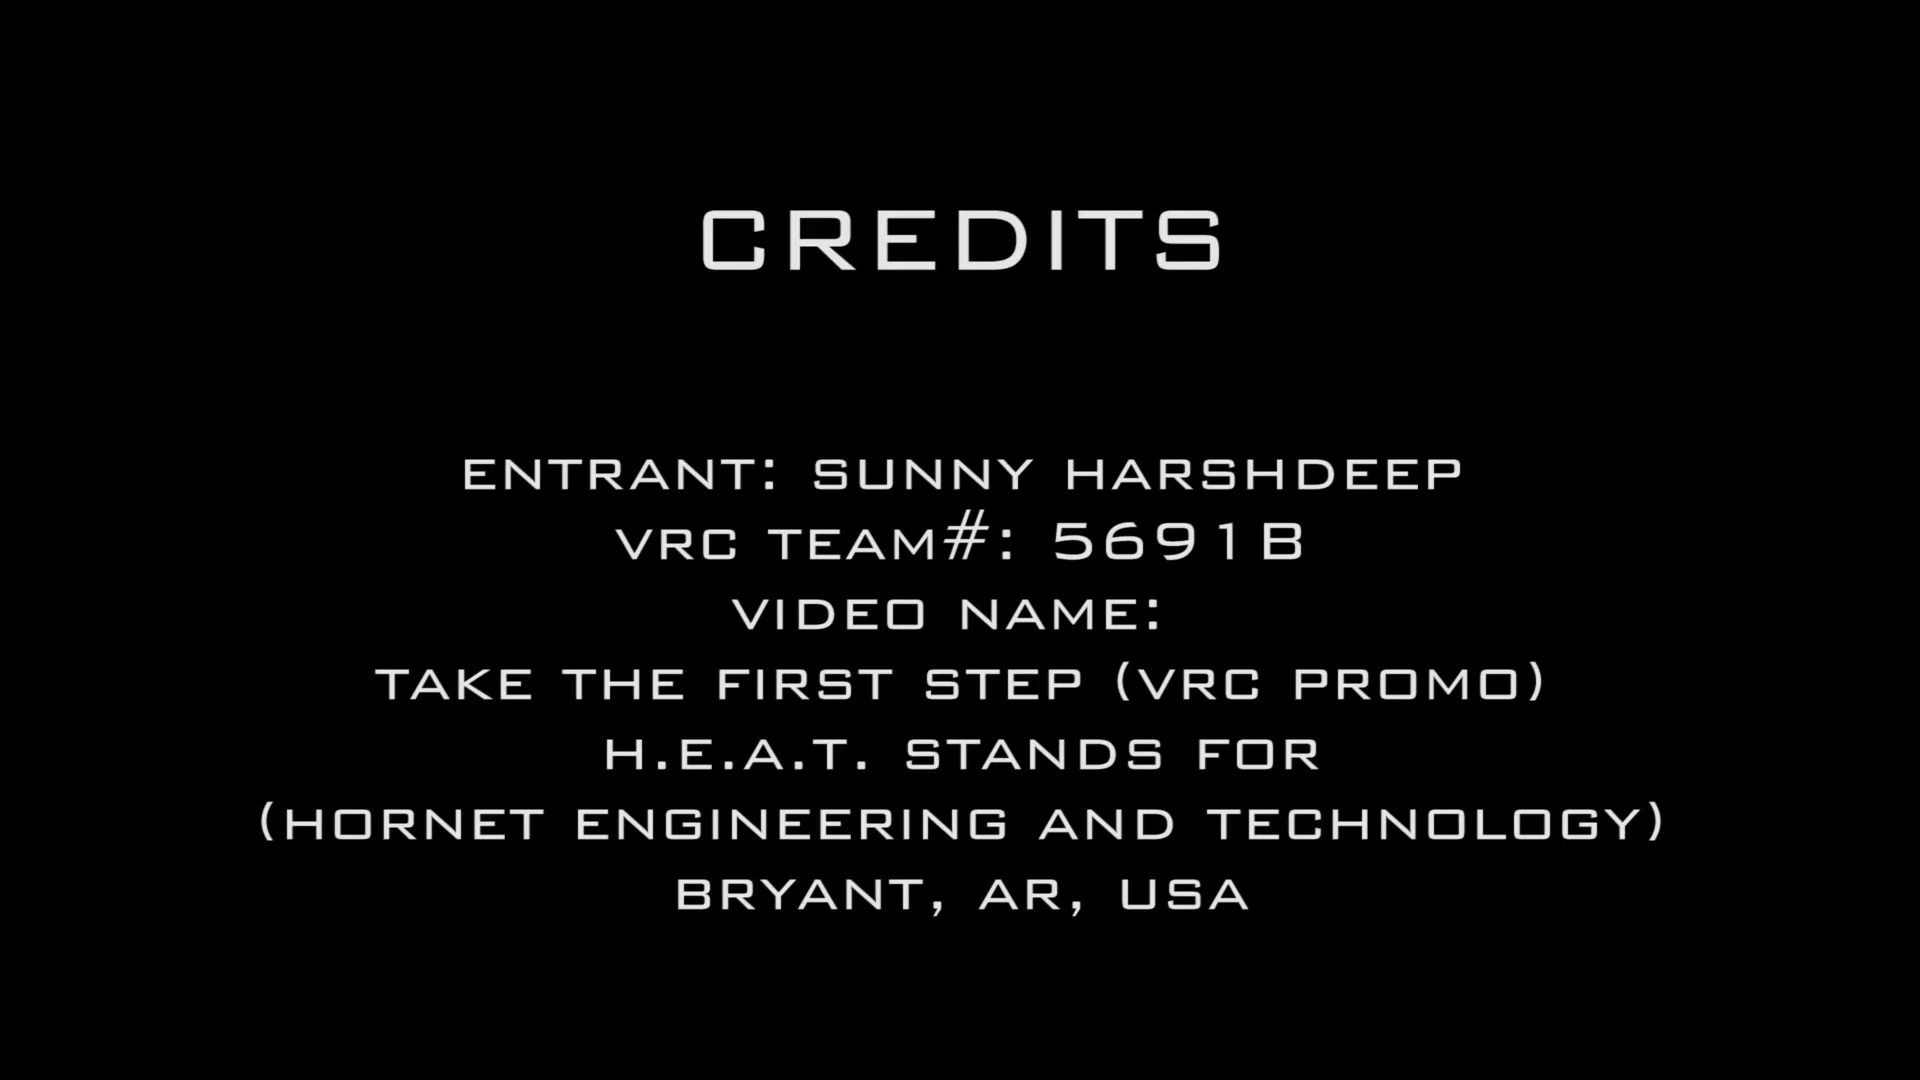 CREDITS
ENTRANT: SUNNY HARSHDEEP
VRC TEAM#: 5691B
VIDEO NAME:
TAKE THE FIRST STEP (VRC PROMO)
H.E.A.T. STANDS FOR
(HORNET ENGINEERING AND TECHNOLOGY)
BRYANT, AR, USA